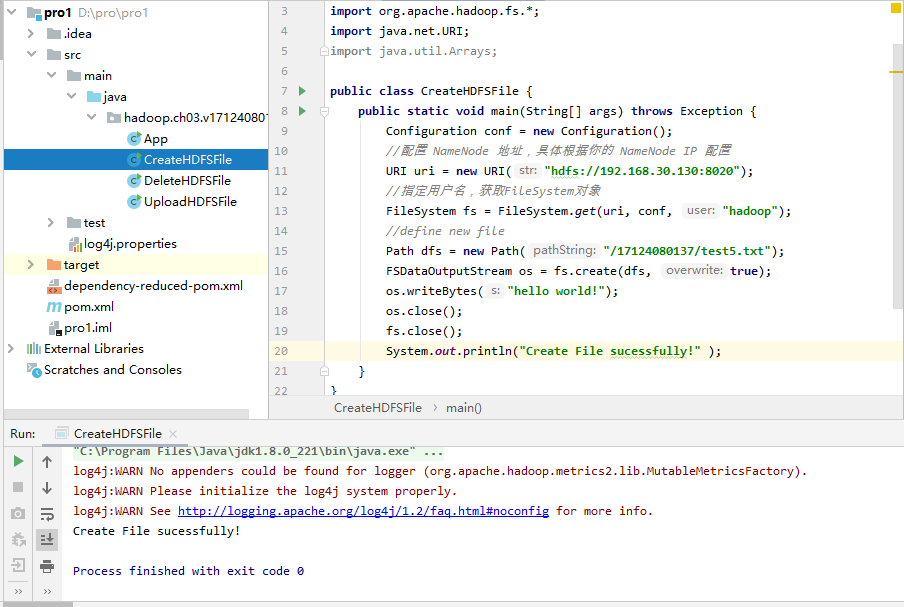 pro1 D:\pro\pro1
.idea
src
main
java
hadoop.ch03.v17124080
App
CreateHDFSFile
DeleteHDFSFile
UploadHDFSFile
test
log4j.properties
target
dependency-reduced-pom.xml
pom.xml
pro1.iml
External Libraries
Scratches and Consoles
3 import org.apache.hadoop.fs.*;
4 import java.net.URI;
5 import java.util.Arrays;
6
7 public class CreateHDFSFile {
8 public static void main(String[] args) throws Exception {
9 Configuration conf = new Configuration();
10 //配置 NameNode 地址，具体根据你的 NameNode IP 配置
11 URI uri = new URI( str: "hdfs://192.168.30.130:8020");
12 //指定用户名，获取FileSystem对象
13 FileSystem fs = FileSystem.get(uri, conf, user: "hadoop");
14 //define new file
15 Path dfs = new Path( pathString: "/17124080137/test5.txt");
16 FSDataOutputStream os = fs.create(dfs, overwrite: true);
17 os.writeBytes( s: "hello world!");
18 os.close();
19 fs.close();
20 System.out.println("Create File sucessfully!" );
21 }
22 }
CreateHDFSFile › main()
Run: CreateHDFSFile ×
"C:\Program Files\Java\jdk1.8.0_221\bin\java.exe" ...
log4j:WARN No appenders could be found for logger (org.apache.hadoop.metrics2.lib.MutableMetricsFactory).
log4j:WARN Please initialize the log4j system properly.
log4j:WARN See http://logging.apache.org/log4j/1.2/faq.html#noconfig for more info.
Create File sucessfully!
Process finished with exit code 0